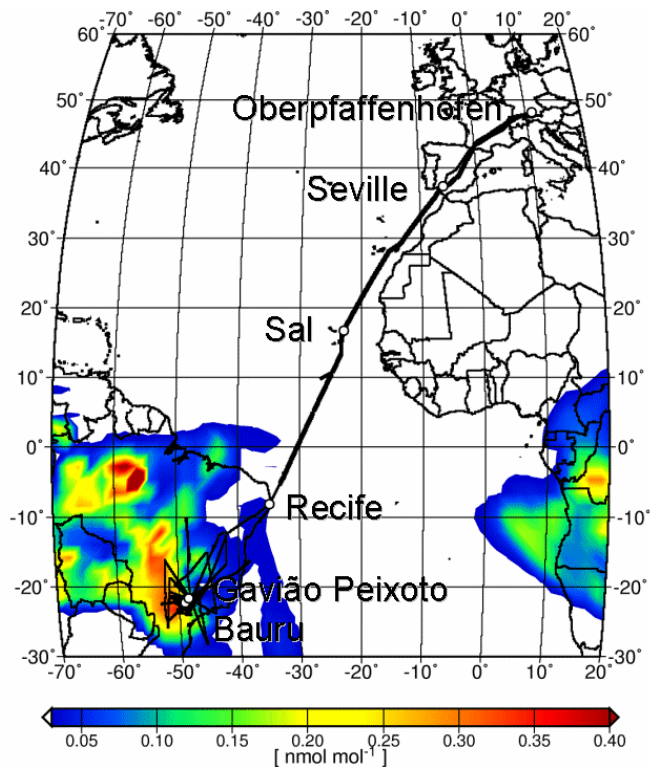 -70° -60° -50° -40° -30° -20° -10° 0° 10° 20°
60° 60°
50° 50°
Oberpfaffenhofen
40° 40°
Seville
30° 30°
20° 20°
Sal
10° 10°
0° 0°
Recife
-10° -10°
-20° -20°
Gavião Peixoto
Bauru
-30° -30°
-70 -60° -50° -40° -30° -20° -10° 0° 10° 20
0.05 0.10 0.15 0.20 0.25 0.30 0.35 0.40
[ nmol mol⁻¹ ]